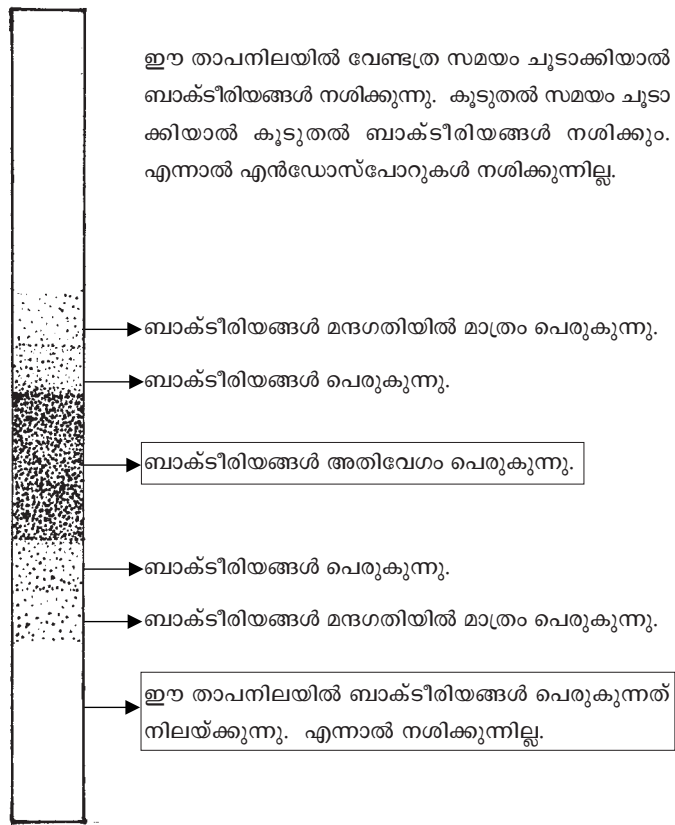 ഈ താപനിലയിൽ വേണ്ടത്ര സമയം ചൂടാക്കിയാൽ
ബാക്ടീരിയങ്ങൾ നശിക്കുന്നു. കൂടുതൽ സമയം ചൂടാ
ക്കിയാൽ കൂടുതൽ ബാക്ടീരിയങ്ങൾ നശിക്കും.
എന്നാൽ എൻഡോസ്പോറുകൾ നശിക്കുന്നില്ല.
ബാക്ടീരിയങ്ങൾ മന്ദഗതിയിൽ മാത്രം പെരുകുന്നു.
ബാക്ടീരിയങ്ങൾ പെരുകുന്നു.
ബാക്ടീരിയങ്ങൾ അതിവേഗം പെരുകുന്നു.
ബാക്ടീരിയങ്ങൾ പെരുകുന്നു.
ബാക്ടീരിയങ്ങൾ മന്ദഗതിയിൽ മാത്രം പെരുകുന്നു.
ഈ താപനിലയിൽ ബാക്ടീരിയങ്ങൾ പെരുകുന്നത്
നിലയ്ക്കുന്നു. എന്നാൽ നശിക്കുന്നില്ല.